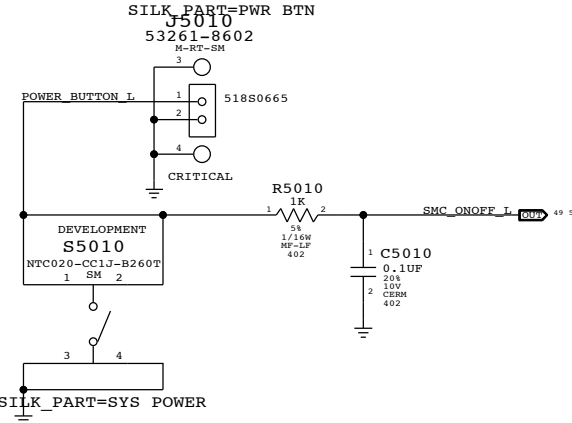 SILK_PART=PWR BTN
J5010
53261-8602
M-RT-SM
3
POWER_BUTTON_L
1
518S0665
2
4
CRITICAL
R5010
1K
1
2
5%
1/16W
MF-LF
402
SMC_ONOFF_L
OUT
49
DEVELOPMENT
S5010
NTC020-CC1J-B260T
SM
1
2
1
C5010
0.1UF
20%
10V
2
CERM
402
3
4
SILK_PART=SYS POWER